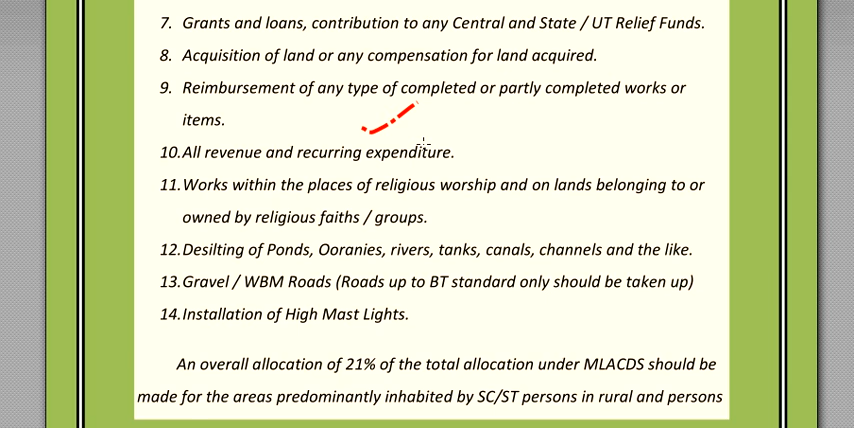 7. Grants and loans, contribution to any Central and State / UT Relief Funds.
8. Acquisition of land or any compensation for land acquired.
9. Reimbursement of any type of completed or partly completed works or
items.
10.All revenue and recurring expenditure.
11.Works within the places of religious worship and on lands belonging to or
owned by religious faiths / groups.
12.Desilting of Ponds, Ooranies, rivers, tanks, canals, channels and the like.
13.Gravel / WBM Roads (Roads up to BT standard only should be taken up)
14.Installation of High Mast Lights.
An overall allocation of 21% of the total allocation under MLACDS should be
made for the areas predominantly inhabited by SC/ST persons in rural and persons